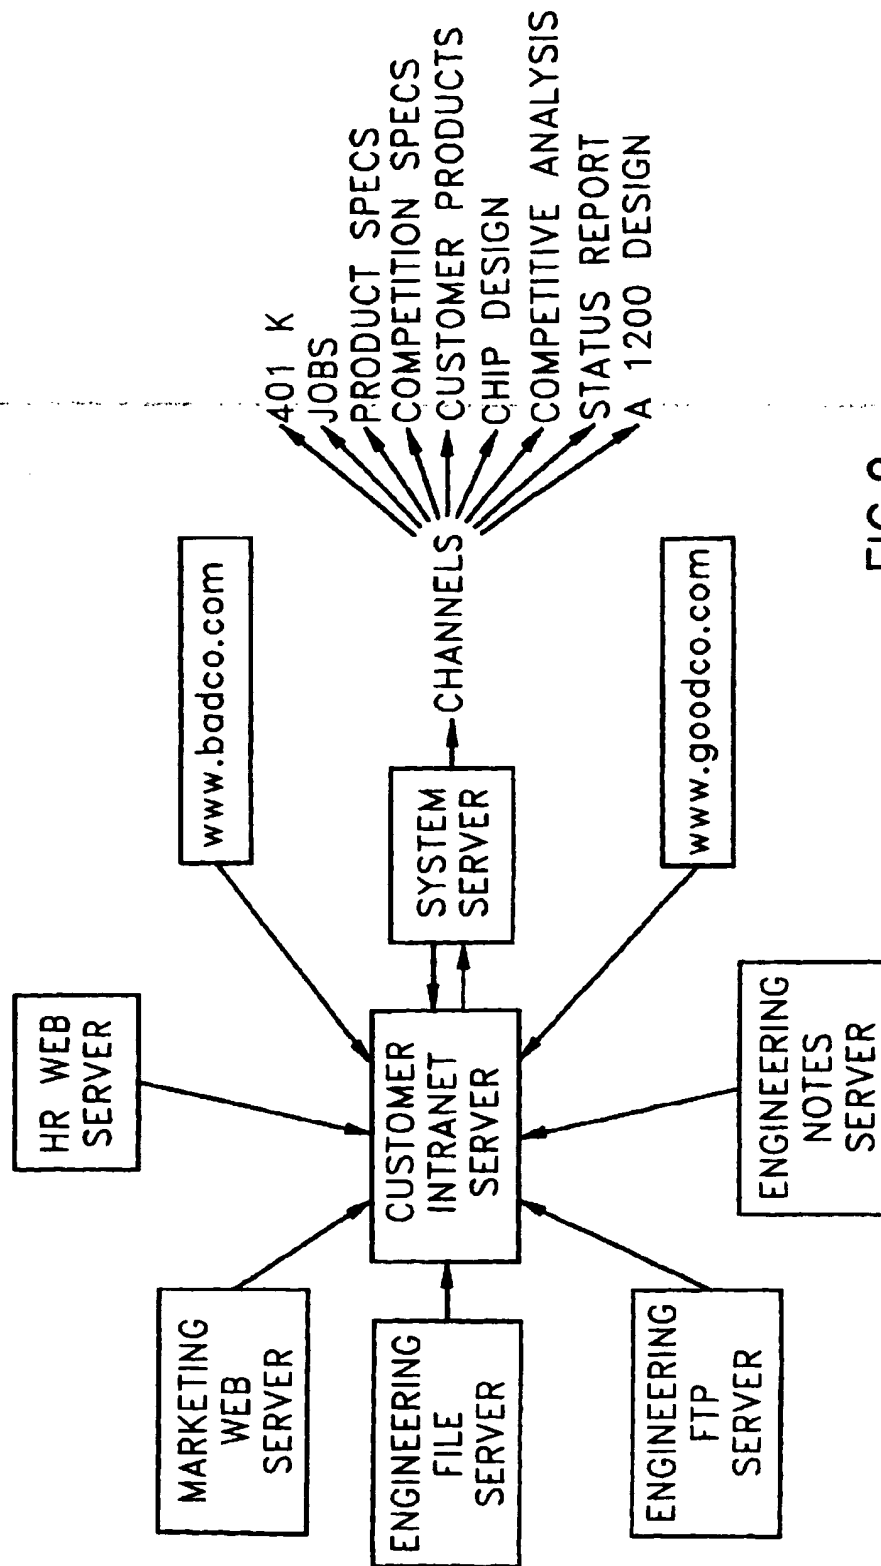 HR WEB
SERVER
MARKETING
WEB
SERVER
ENGINEERING
FILE
SERVER
ENGINEERING
FTP
SERVER
ENGINEERING
NOTES
SERVER
CUSTOMER
INTRANET
SERVER
www.badco.com
SYSTEM
SERVER
www.goodco.com
CHANNELS
401 K
JOBS
PRODUCT SPECS
COMPETITION SPECS
CUSTOMER PRODUCTS
CHIP DESIGN
COMPETITIVE ANALYSIS
STATUS REPORT
A 1200 DESIGN